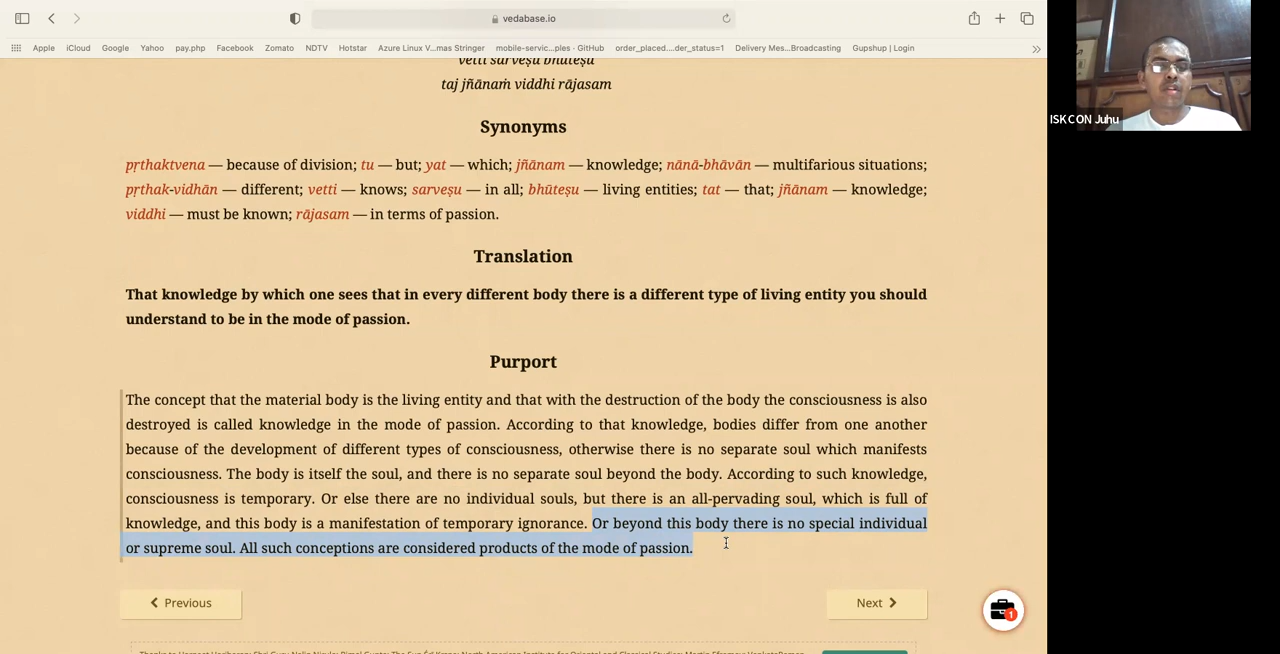 vedabase.io
Apple iCloud Google Yahoo pay.php Facebook Zomato NDTV Hotstar Azure Linux V...mas Stringer mobile-servic...ples · GitHub order_placed....der_status=1 Delivery Mes...Broadcasting Gupshup | Login
vetti sarveṣu bhūteṣu
taj jñānaṁ viddhi rājasam
Synonyms
pṛthaktvena — because of division; tu — but; yat — which; jñānam — knowledge; nānā-bhāvān — multifarious situations;
pṛthak-vidhān — different; vetti — knows; sarveṣu — in all; bhūteṣu — living entities; tat — that; jñānam — knowledge;
viddhi — must be known; rājasam — in terms of passion.
Translation
That knowledge by which one sees that in every different body there is a different type of living entity you should
understand to be in the mode of passion.
Purport
The concept that the material body is the living entity and that with the destruction of the body the consciousness is also
destroyed is called knowledge in the mode of passion. According to that knowledge, bodies differ from one another
because of the development of different types of consciousness, otherwise there is no separate soul which manifests
consciousness. The body is itself the soul, and there is no separate soul beyond the body. According to such knowledge,
consciousness is temporary. Or else there are no individual souls, but there is an all-pervading soul, which is full of
knowledge, and this body is a manifestation of temporary ignorance. Or beyond this body there is no special individual
or supreme soul. All such conceptions are considered products of the mode of passion.
Previous
Next
1
ISKCON Juhu